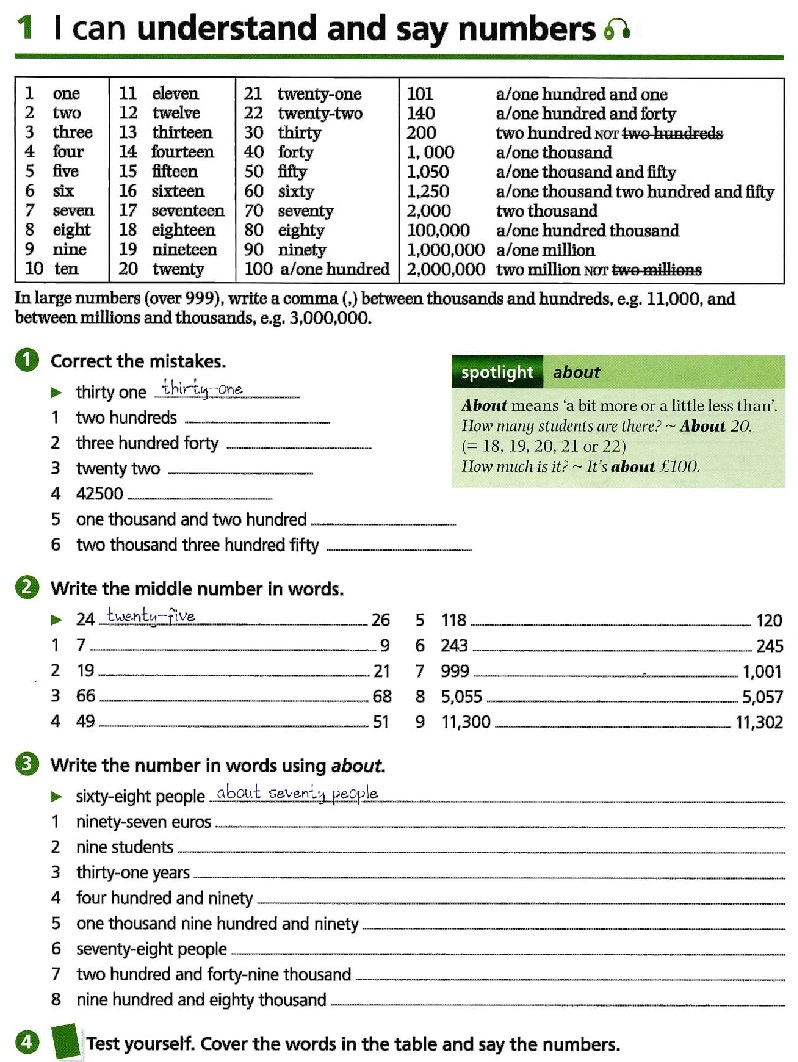 1 I can understand and say numbers
1 one 11 eleven 21 twenty-one 101 a/one hundred and one
2 two 12 twelve 22 twenty-two 140 a/one hundred and forty
3 three 13 thirteen 30 thirty 200 two hundred NOT two hundreds
4 four 14 fourteen 40 forty 1, 000 a/one thousand
5 five 15 fifteen 50 fifty 1,050 a/one thousand and fifty
6 six 16 sixteen 60 sixty 1,250 a/one thousand two hundred and fifty
7 seven 17 seventeen 70 seventy 2,000 two thousand
8 eight 18 eighteen 80 eighty 100,000 a/one hundred thousand
9 nine 19 nineteen 90 ninety 1,000,000 a/one million
10 ten 20 twenty 100 a/one hundred 2,000,000 two million NOT two millions
In large numbers (over 999), write a comma (,) between thousands and hundreds, e.g. 11,000, and
between millions and thousands, e.g. 3,000,000.
1 Correct the mistakes.
► thirty one thirty-one
1 two hundreds
2 three hundred forty
3 twenty two
4 42500
5 one thousand and two hundred
6 two thousand three hundred fifty
spotlight about
About means 'a bit more or a little less than'.
How many students are there? ~ About 20.
(= 18, 19, 20, 21 or 22)
How much is it? ~ It's about £100.
2 Write the middle number in words.
► 24 twenty-five 26
1 7 9
2 19 21
3 66 68
4 49 51
5 118 120
6 243 245
7 999 1,001
8 5,055 5,057
9 11,300 11,302
3 Write the number in words using about.
► sixty-eight people about seventy people
1 ninety-seven euros
2 nine students
3 thirty-one years
4 four hundred and ninety
5 one thousand nine hundred and ninety
6 seventy-eight people
7 two hundred and forty-nine thousand
8 nine hundred and eighty thousand
4 Test yourself. Cover the words in the table and say the numbers.